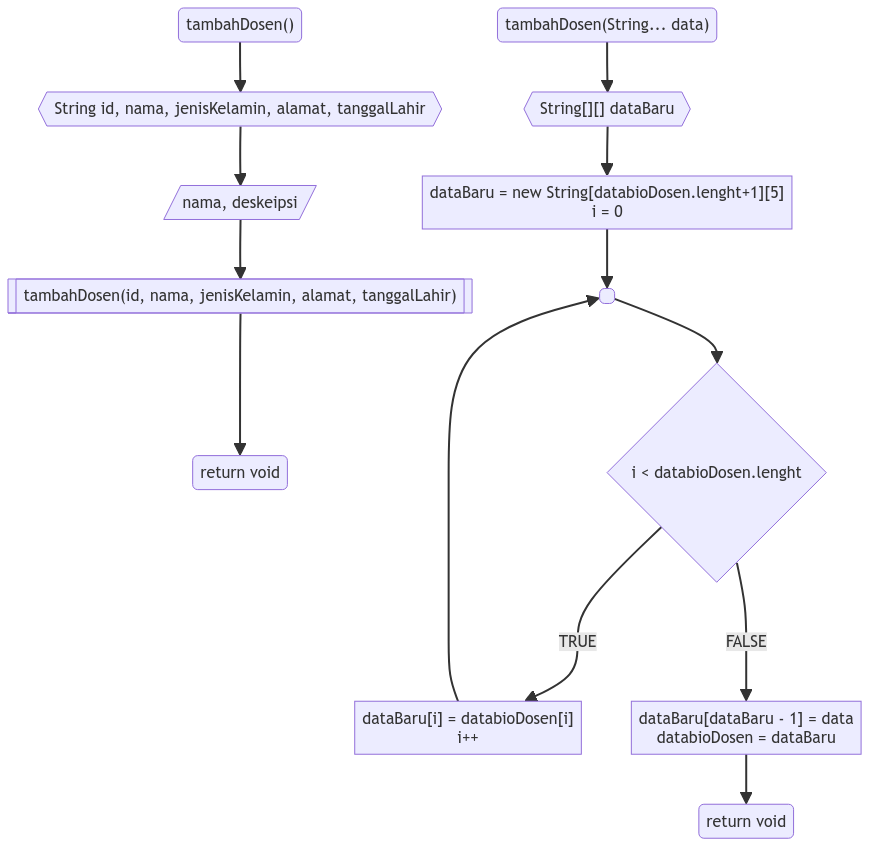 tambahDosen()
String id, nama, jenisKelamin, alamat, tanggalLahir
nama, deskeipsi
tambahDosen(id, nama, jenisKelamin, alamat, tanggalLahir)
return void
tambahDosen(String... data)
String[][] dataBaru
dataBaru = new String[databioDosen.lenght+1][5]
i = 0
i < databioDosen.lenght
TRUE
FALSE
dataBaru[i] = databioDosen[i]
i++
dataBaru[dataBaru - 1] = data
databioDosen = dataBaru
return void